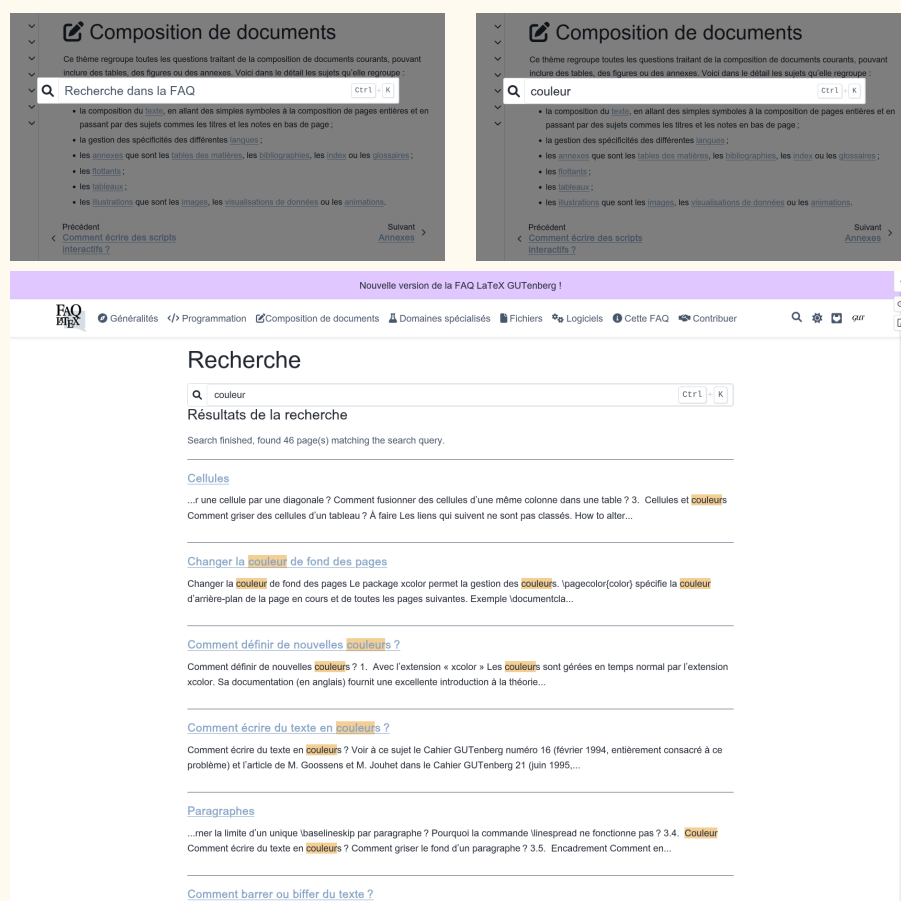 Composition de documents
Ce thème regroupe toutes les questions traitant de la composition de documents courants, pouvant
inclure des tables, des figures ou des annexes. Voici dans le détail les sujets qu'elle regroupe :
Recherche dans la FAQ Ctrl + K
• la composition du texte, en allant des simples symboles à la composition de pages entières et en
passant par des sujets comme les titres et les notes en bas de page ;
• la gestion des spécificités des différentes langues ;
• les annexes que sont les tables des matières, les bibliographies, les index ou les glossaires ;
• les flottants ;
• les tableaux ;
• les illustrations que sont les images, les visualisations de données ou les animations.
Précédent
Comment écrire des scripts
interactifs ?
Suivant
Annexes
Composition de documents
Ce thème regroupe toutes les questions traitant de la composition de documents courants, pouvant
inclure des tables, des figures ou des annexes. Voici dans le détail les sujets qu'elle regroupe :
couleur Ctrl + K
• la composition du texte, en allant des simples symboles à la composition de pages entières et en
passant par des sujets comme les titres et les notes en bas de page ;
• la gestion des spécificités des différentes langues ;
• les annexes que sont les tables des matières, les bibliographies, les index ou les glossaires ;
• les flottants ;
• les tableaux ;
• les illustrations que sont les images, les visualisations de données ou les animations.
Précédent
Comment écrire des scripts
interactifs ?
Suivant
Annexes
Nouvelle version de la FAQ LaTeX GUTenberg !
FAQ
LATEX
Généralités Programmation Composition de documents Domaines spécialisés Fichiers Logiciels Cette FAQ Contribuer
Recherche
couleur Ctrl + K
Résultats de la recherche
Search finished, found 46 page(s) matching the search query.
Cellules
...r une cellule par une diagonale ? Comment fusionner des cellules d'une même colonne dans une table ? 3. Cellules et couleurs
Comment griser des cellules d'un tableau ? À faire Les liens qui suivent ne sont pas classés. How to alter...
Changer la couleur de fond des pages
Changer la couleur de fond des pages Le package xcolor permet la gestion des couleurs. \pagecolor{color} spécifie la couleur
d'arrière-plan de la page en cours et de toutes les pages suivantes. Exemple \documentcla...
Comment définir de nouvelles couleurs ?
Comment définir de nouvelles couleurs ? 1. Avec l'extension « xcolor » Les couleurs sont gérées en temps normal par l'extension
xcolor. Sa documentation (en anglais) fournit une excellente introduction à la théorie...
Comment écrire du texte en couleurs ?
Comment écrire du texte en couleurs ? Voir à ce sujet le Cahier GUTenberg numéro 16 (février 1994, entièrement consacré à ce
problème) et l'article de M. Goossens et M. Jouhet dans le Cahier GUTenberg 21 (juin 1995,...
Paragraphes
...rner la limite d'un unique \baselineskip par paragraphe ? Pourquoi la commande \linespread ne fonctionne pas ? 3.4. Couleur
Comment écrire du texte en couleurs ? Comment griser le fond d'un paragraphe ? 3.5. Encadrement Comment en...
Comment barrer ou biffer du texte ?